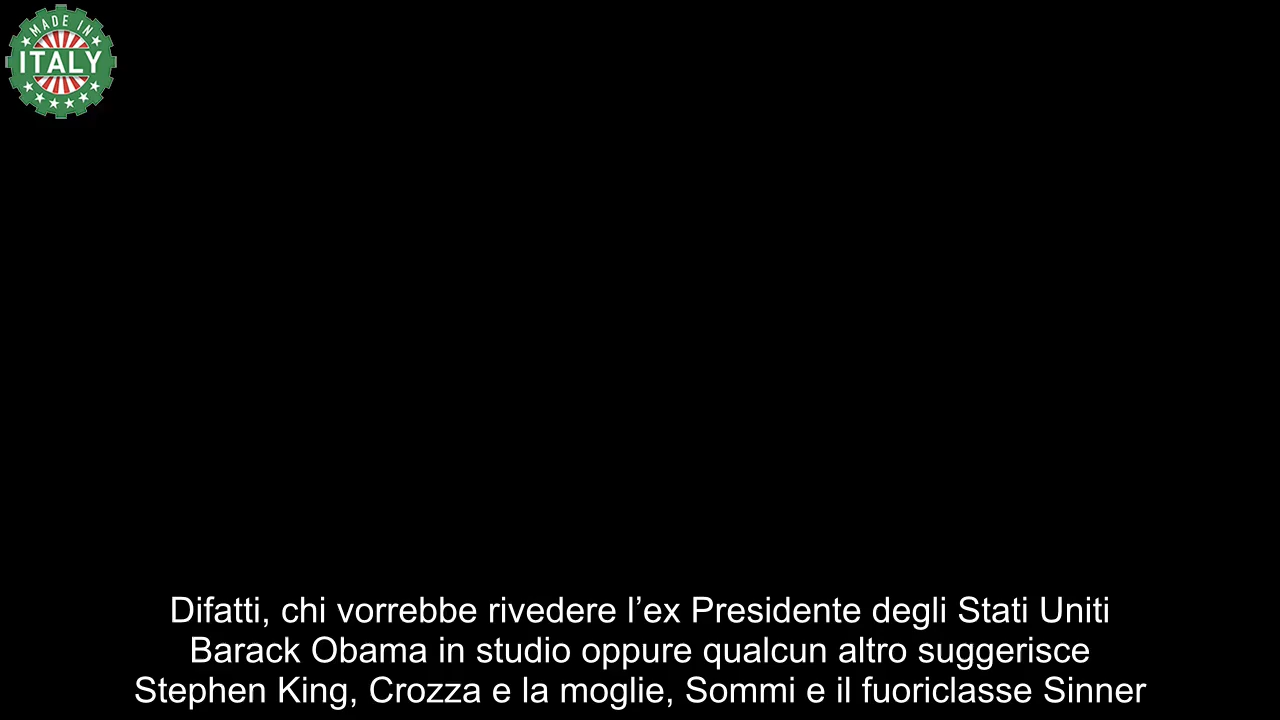 MADE IN
ITALY
Difatti, chi vorrebbe rivedere l’ex Presidente degli Stati Uniti
Barack Obama in studio oppure qualcun altro suggerisce
Stephen King, Crozza e la moglie, Sommi e il fuoriclasse Sinner